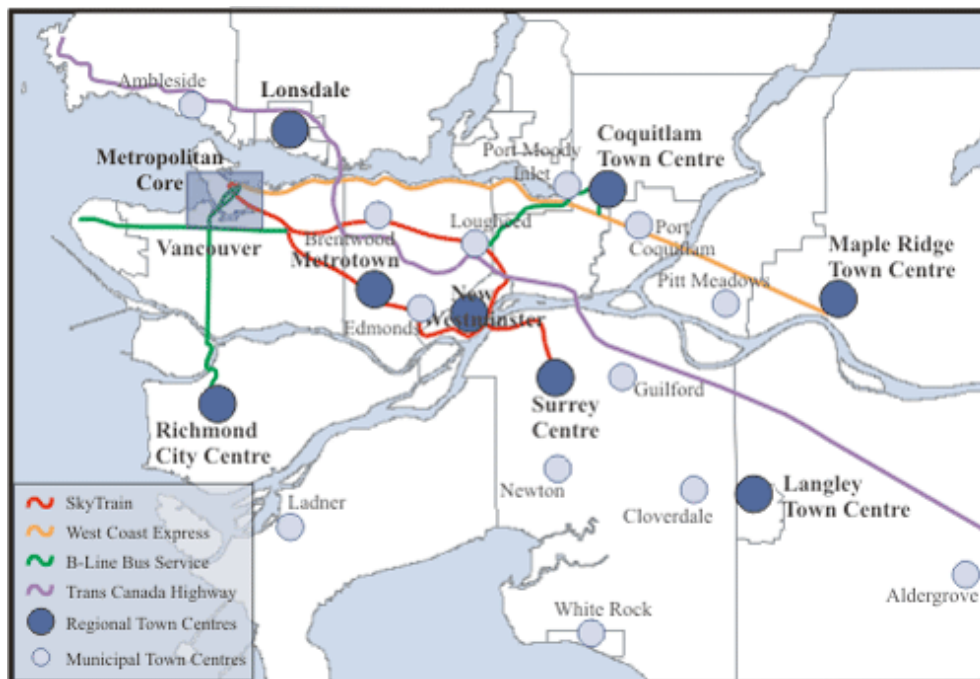 Ambleside
Lonsdale
Metropolitan
Core
Port Moody
Inlet
Coquitlam
Town Centre
Vancouver
Brentwood
Lougheed
Port
Coquitlam
Metrotown
Maple Ridge
Town Centre
Pitt Meadows
New
Westminster
Edmonds
Guilford
Richmond
City Centre
Surrey
Centre
Newton
Cloverdale
Langley
Town Centre
Ladner
Aldergrove
White Rock
SkyTrain
West Coast Express
B-Line Bus Service
Trans Canada Highway
Regional Town Centres
Municipal Town Centres